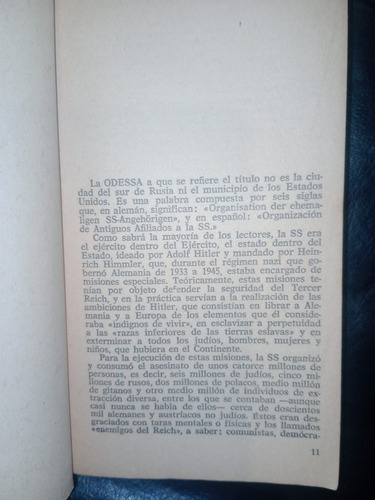 La ODESSA a que se refiere el título no es la ciu-
dad del sur de Rusia ni el municipio de los Estados
Unidos. Es una palabra compuesta por seis siglas
que, en alemán, significan: «Organisation der ehema-
ligen SS-Angehörigen», y en español: «Organización
de Antiguos Afiliados a la SS.»
Como sabrá la mayoría de los lectores, la SS era
el ejército dentro del Ejército, el estado dentro del
Estado, ideado por Adolf Hitler y mandado por Hein-
rich Himmler, que, durante el régimen nazi que go-
bernó Alemania de 1933 a 1945, estaba encargado de
misiones especiales. Teóricamente, estas misiones te-
nían por objeto defender la seguridad del Tercer
Reich, y en la práctica servían a la realización de las
ambiciones de Hitler, que consistían en librar a Ale-
mania y a Europa de los elementos que él conside-
raba «indignos de vivir», en esclavizar a perpetuidad
a las «razas inferiores de las tierras eslavas» y en
exterminar a todos los judíos, hombres, mujeres y
niños, que hubiera en el Continente.
Para la ejecución de estas misiones, la SS organizó
y consumó el asesinato de unos catorce millones de
personas, es decir, seis millones de judíos, cinco mi-
llones de rusos, dos millones de polacos, medio millón
de gitanos y otro medio millón de individuos de ex-
tracción diversa, entre los que se contaban —aunque
casi nunca se habla de ellos— cerca de doscientos
mil alemanes y austríacos no judíos. Éstos eran des-
graciados con taras mentales o físicas y los llamados
«enemigos del Reich», a saber: comunistas, demócra-
11